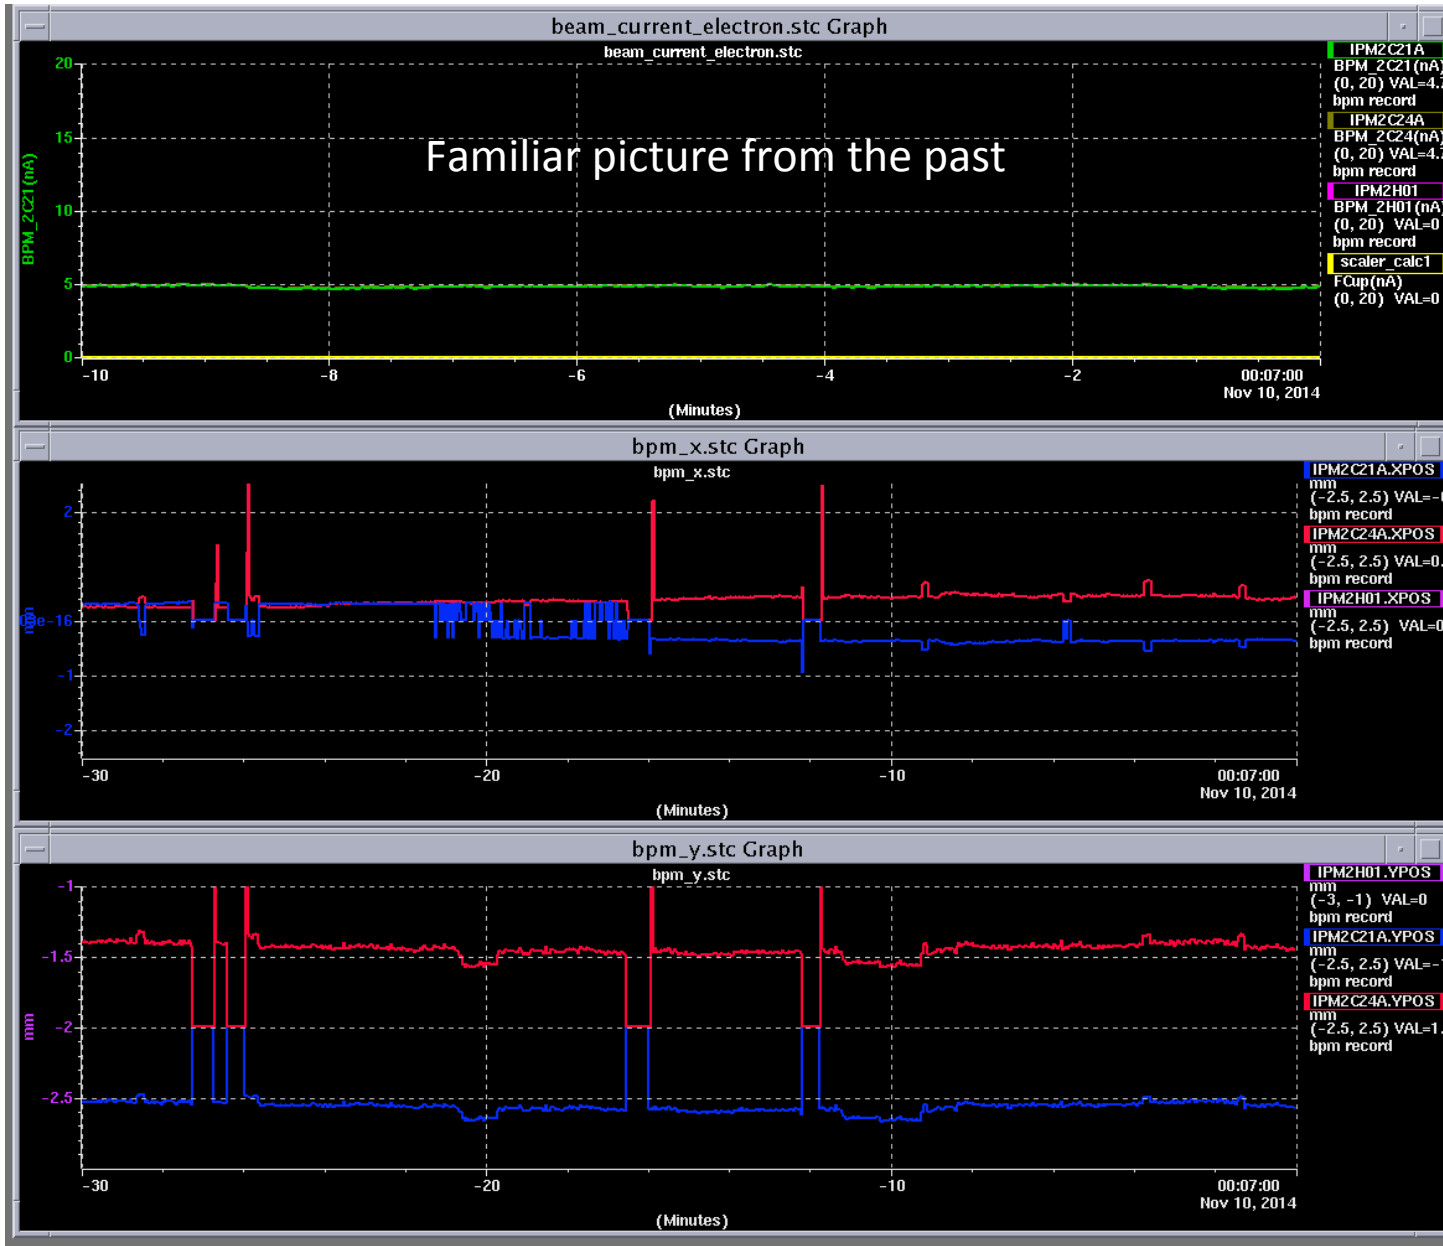 beam_current_electron.stc Graph
beam_current_electron.stc
Familiar picture from the past
BPM_2C21(nA)
20
15
10
5
0
-10
-8
-6
-4
-2
00:07:00
Nov 10, 2014
(Minutes)
IPM2C21A
BPM_2C21(nA)
(0, 20) VAL=4.
bpm record
IPM2C24A
BPM_2C24(nA)
(0, 20) VAL=4.
bpm record
IPM2H01
BPM_2H01(nA)
(0, 20) VAL=0
bpm record
scaler_calc1
FCup(nA)
(0, 20) VAL=0
bpm_x.stc Graph
bpm_x.stc
mm
2
e-16
-1
-2
-30
-20
-10
00:07:00
Nov 10, 2014
(Minutes)
IPM2C21A.XPOS
mm
(-2.5, 2.5) VAL=-
bpm record
IPM2C24A.XPOS
mm
(-2.5, 2.5) VAL=0.
bpm record
IPM2H01.XPOS
mm
(-2.5, 2.5) VAL=0
bpm record
bpm_y.stc Graph
bpm_y.stc
mm
-1
-1.5
-2
-2.5
-30
-20
-10
00:07:00
Nov 10, 2014
(Minutes)
IPM2H01.YPOS
mm
(-3, -1) VAL=0
bpm record
IPM2C21A.YPOS
mm
(-2.5, 2.5) VAL=-
bpm record
IPM2C24A.YPOS
mm
(-2.5, 2.5) VAL=1.
bpm record